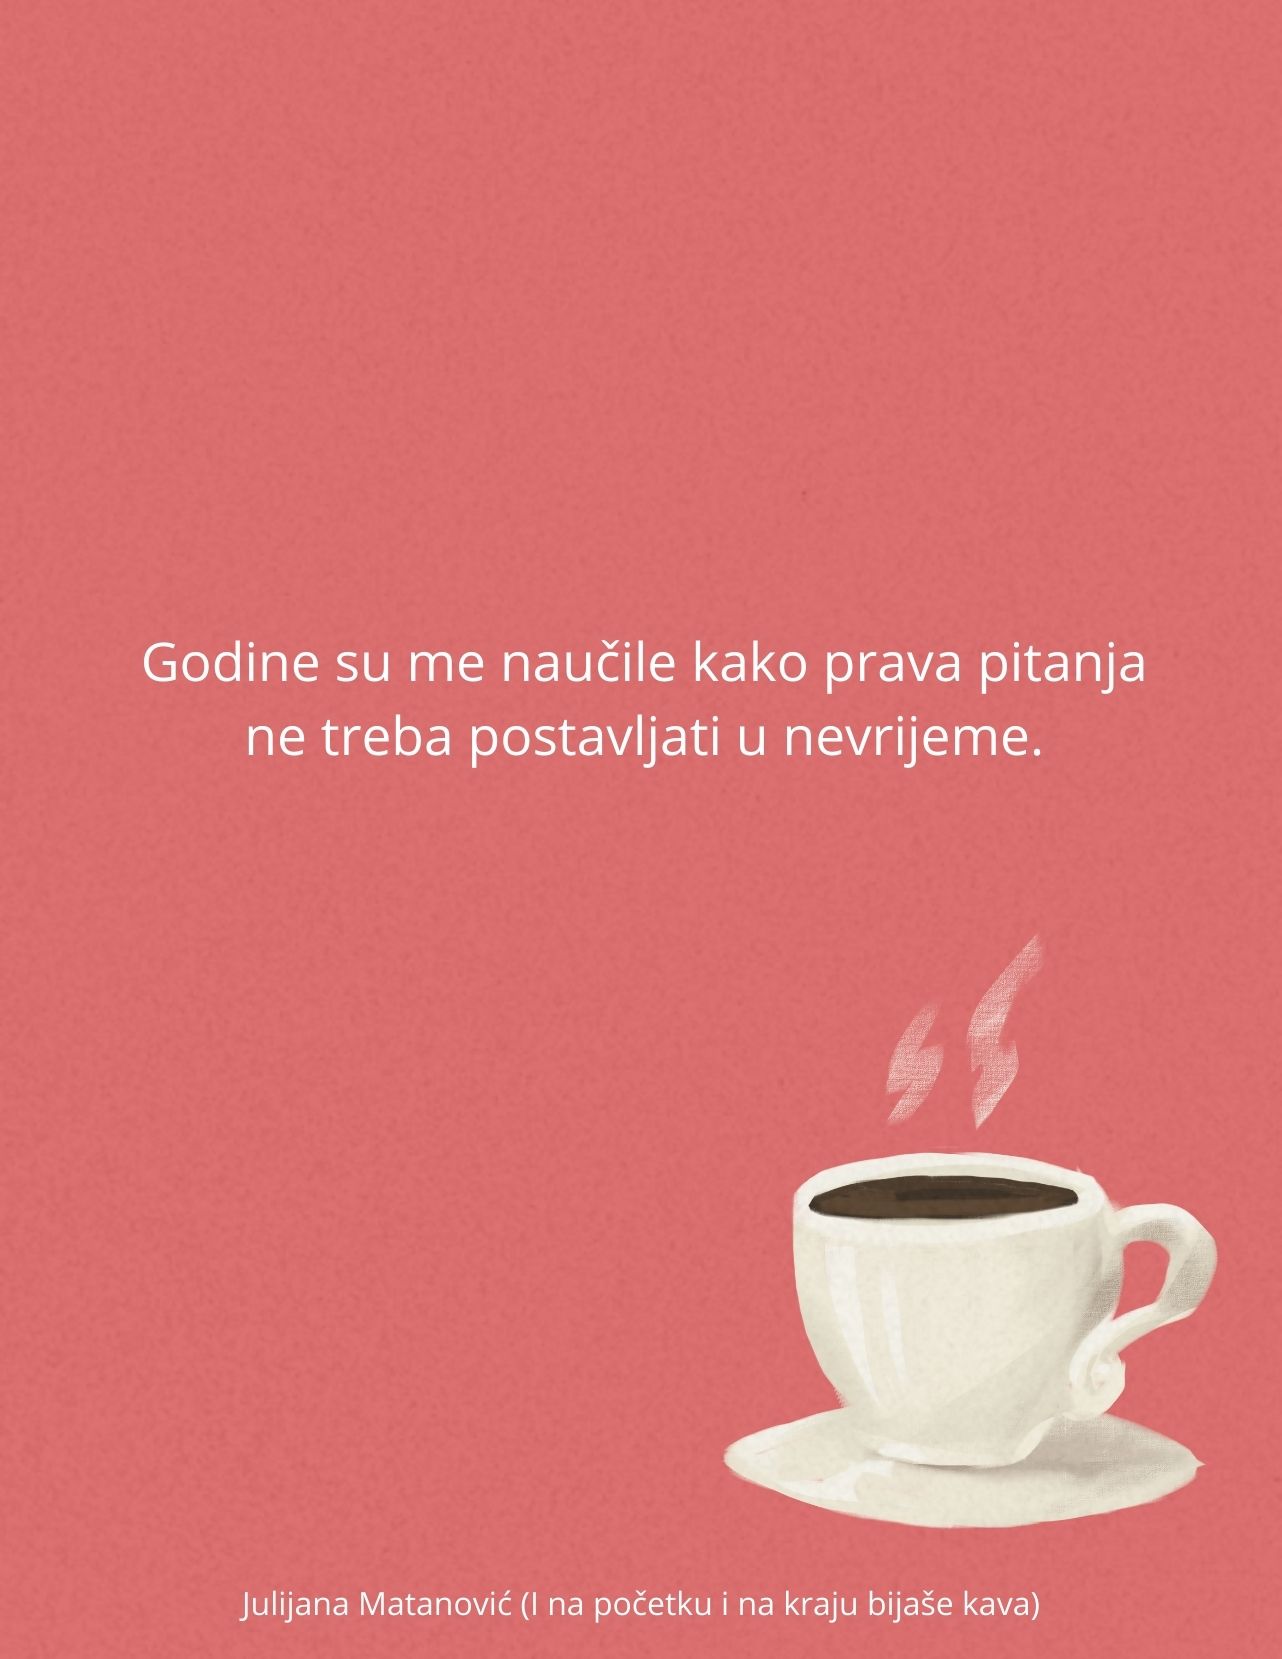 Godine su me naučile kako prava pitanja
ne treba postavljati u nevrijeme.
Julijana Matanović (I na početku i na kraju bijaše kava)